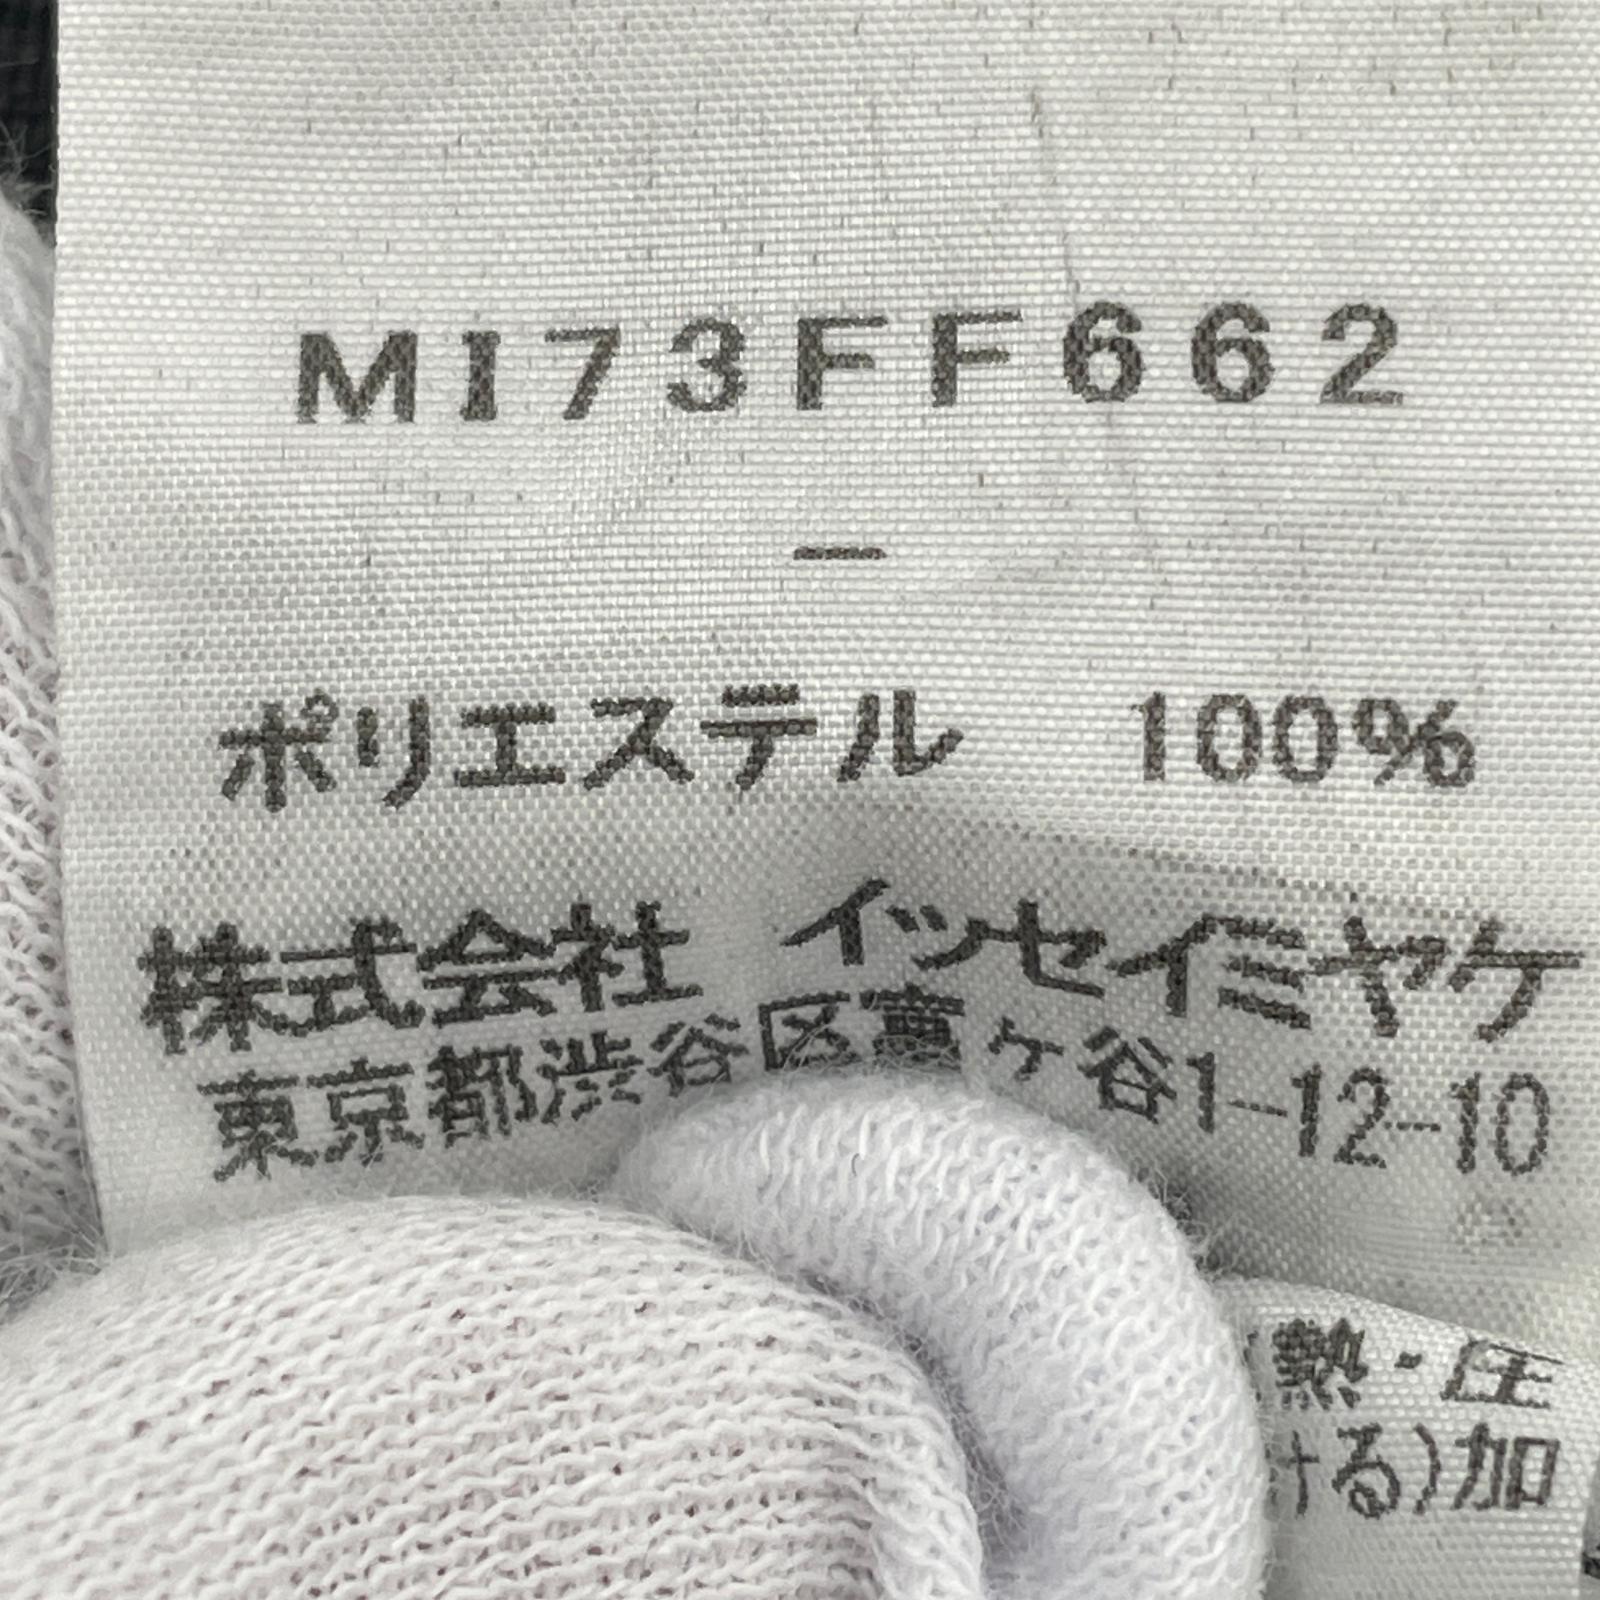 MI73FF662
-
ポリエステル 100%
株式会社 イッセイミヤケ
東京都渋谷区富ヶ谷1-12-10
熱・圧
ける)加